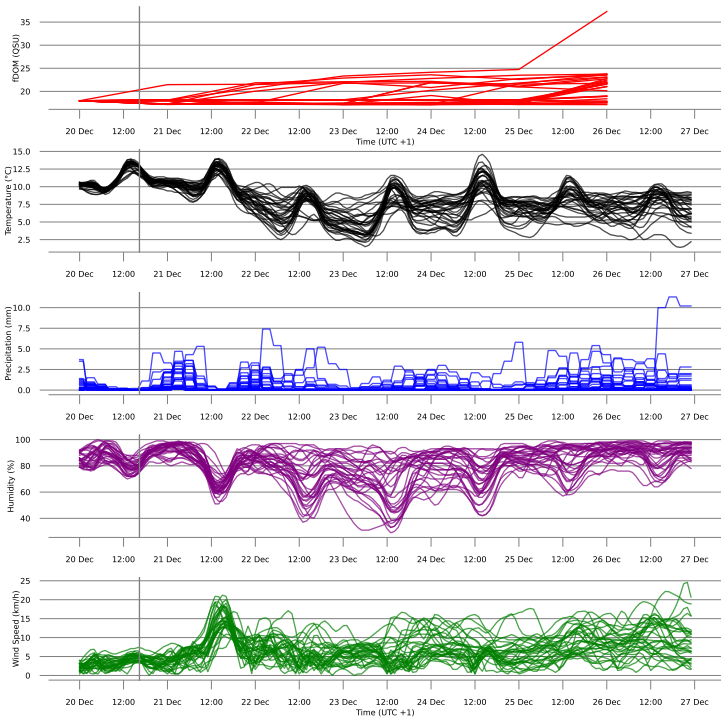 fDOM (QSU)
35
30
25
20
20 Dec 12:00 21 Dec 12:00 22 Dec 12:00 23 Dec 12:00 24 Dec 12:00 25 Dec 12:00 26 Dec 12:00 27 Dec
Time (UTC +1)
Temperature (°C)
15.0
12.5
10.0
7.5
5.0
2.5
20 Dec 12:00 21 Dec 12:00 22 Dec 12:00 23 Dec 12:00 24 Dec 12:00 25 Dec 12:00 26 Dec 12:00 27 Dec
Precipitation (mm)
10.0
7.5
5.0
2.5
0.0
20 Dec 12:00 21 Dec 12:00 22 Dec 12:00 23 Dec 12:00 24 Dec 12:00 25 Dec 12:00 26 Dec 12:00 27 Dec
Humidity (%)
100
80
60
40
20 Dec 12:00 21 Dec 12:00 22 Dec 12:00 23 Dec 12:00 24 Dec 12:00 25 Dec 12:00 26 Dec 12:00 27 Dec
Wind Speed (km/h)
25
20
15
10
5
0
20 Dec 12:00 21 Dec 12:00 22 Dec 12:00 23 Dec 12:00 24 Dec 12:00 25 Dec 12:00 26 Dec 12:00 27 Dec
Time (UTC +1)